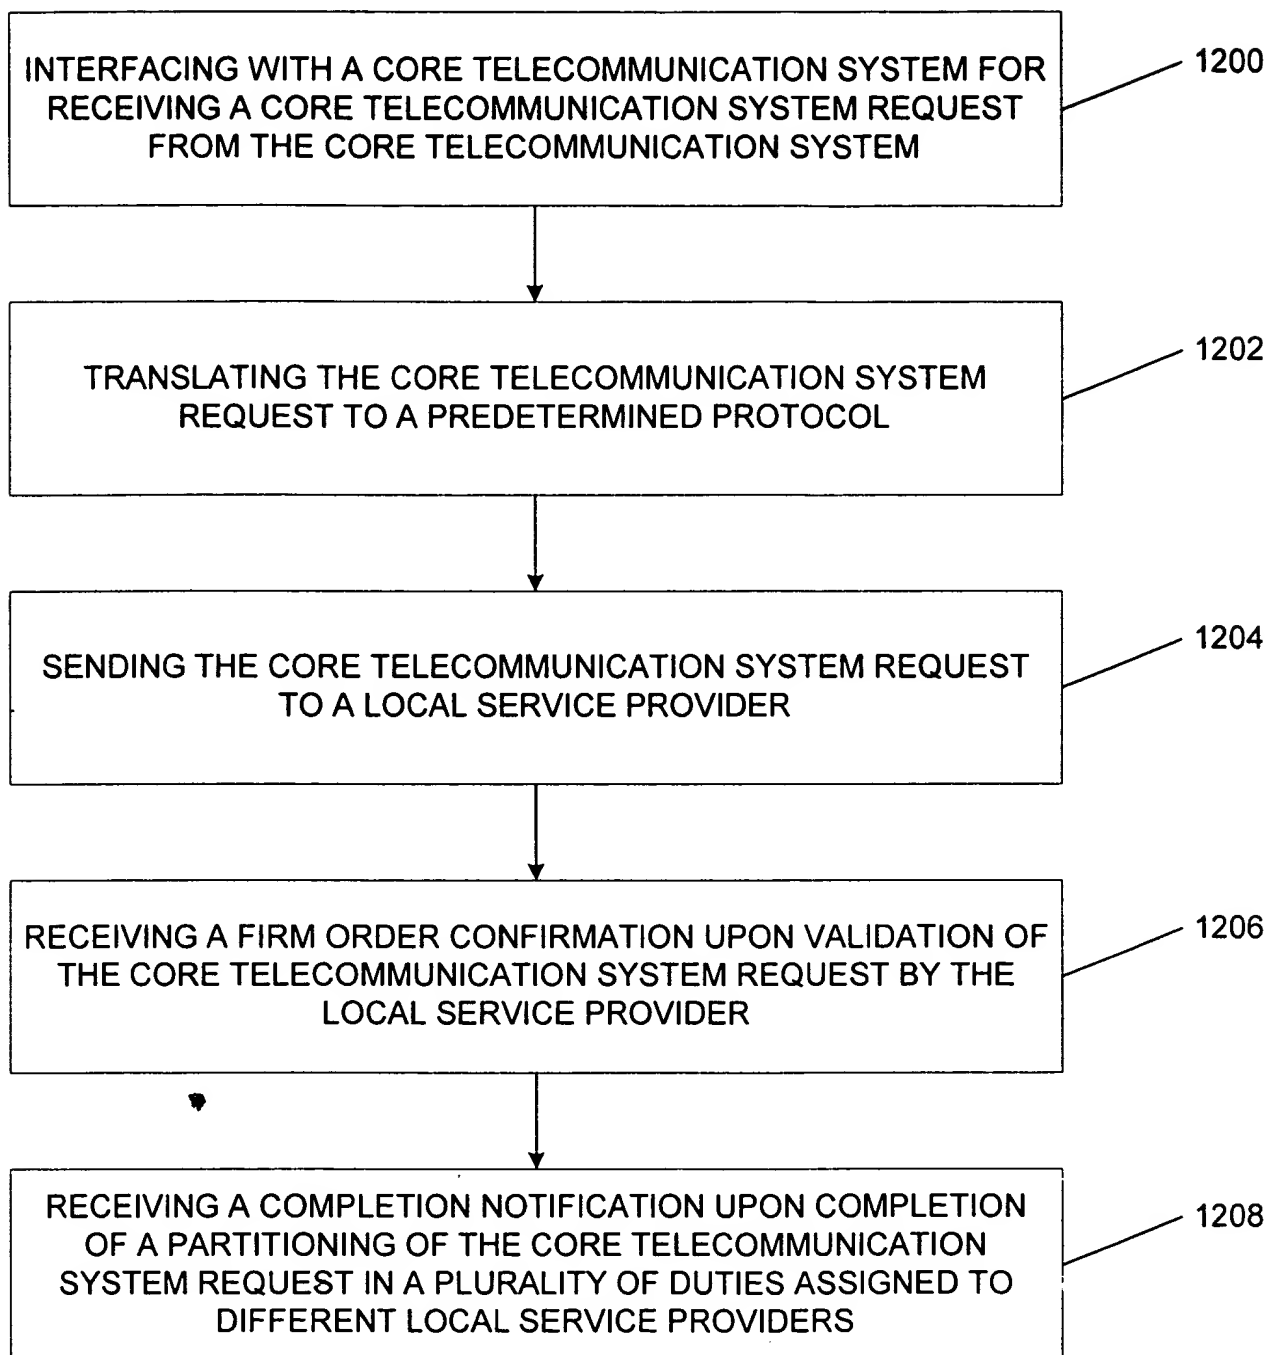 INTERFACING WITH A CORE TELECOMMUNICATION SYSTEM FOR
RECEIVING A CORE TELECOMMUNICATION SYSTEM REQUEST
FROM THE CORE TELECOMMUNICATION SYSTEM
1200
TRANSLATING THE CORE TELECOMMUNICATION SYSTEM
REQUEST TO A PREDETERMINED PROTOCOL
1202
SENDING THE CORE TELECOMMUNICATION SYSTEM REQUEST
TO A LOCAL SERVICE PROVIDER
1204
RECEIVING A FIRM ORDER CONFIRMATION UPON VALIDATION OF
THE CORE TELECOMMUNICATION SYSTEM REQUEST BY THE
LOCAL SERVICE PROVIDER
1206
RECEIVING A COMPLETION NOTIFICATION UPON COMPLETION
OF A PARTITIONING OF THE CORE TELECOMMUNICATION
SYSTEM REQUEST IN A PLURALITY OF DUTIES ASSIGNED TO
DIFFERENT LOCAL SERVICE PROVIDERS
1208